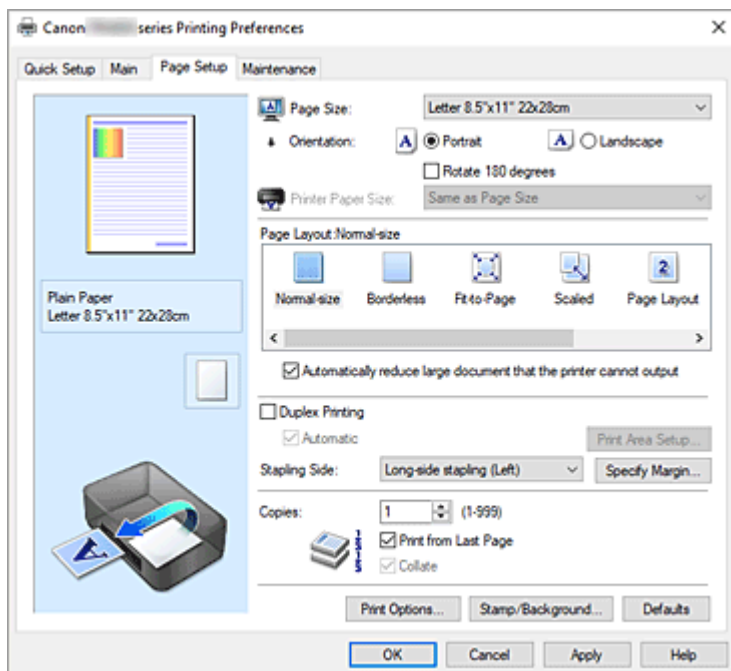 Canon series Printing Preferences
Quick Setup Main Page Setup Maintenance
Page Size: Letter 8.5"x11" 22x28cm
Orientation: A Portrait A Landscape
Rotate 180 degrees
Printer Paper Size: Same as Page Size
Page Layout:Normal-size
2
Normal-size Borderless Fit-to-Page Scaled Page Layout
Plain Paper
Letter 8.5"x11" 22x28cm
Automatically reduce large document that the printer cannot output
Duplex Printing
Automatic Print Area Setup...
Stapling Side: Long-side stapling (Left) Specify Margin...
Copies: 1 (1-999)
Print from Last Page
Collate
A
Print Options... Stamp/Background... Defaults
OK Cancel Apply Help